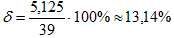 δ = 5,125/39 · 100% ≈ 13,14%